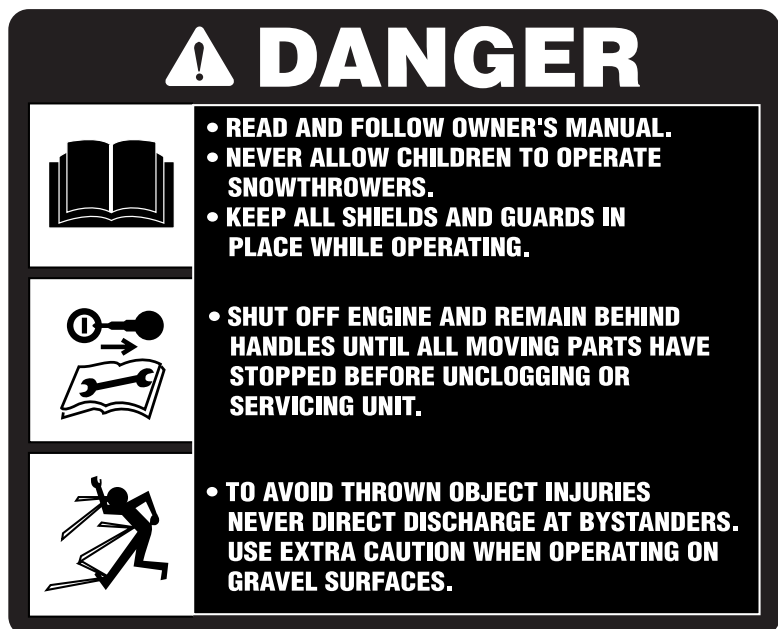 DANGER
• READ AND FOLLOW OWNER'S MANUAL.
• NEVER ALLOW CHILDREN TO OPERATE
SNOWTHROWERS.
• KEEP ALL SHIELDS AND GUARDS IN
PLACE WHILE OPERATING.
• SHUT OFF ENGINE AND REMAIN BEHIND
HANDLES UNTIL ALL MOVING PARTS HAVE
STOPPED BEFORE UNCLOGGING OR
SERVICING UNIT.
• TO AVOID THROWN OBJECT INJURIES
NEVER DIRECT DISCHARGE AT BYSTANDERS.
USE EXTRA CAUTION WHEN OPERATING ON
GRAVEL SURFACES.